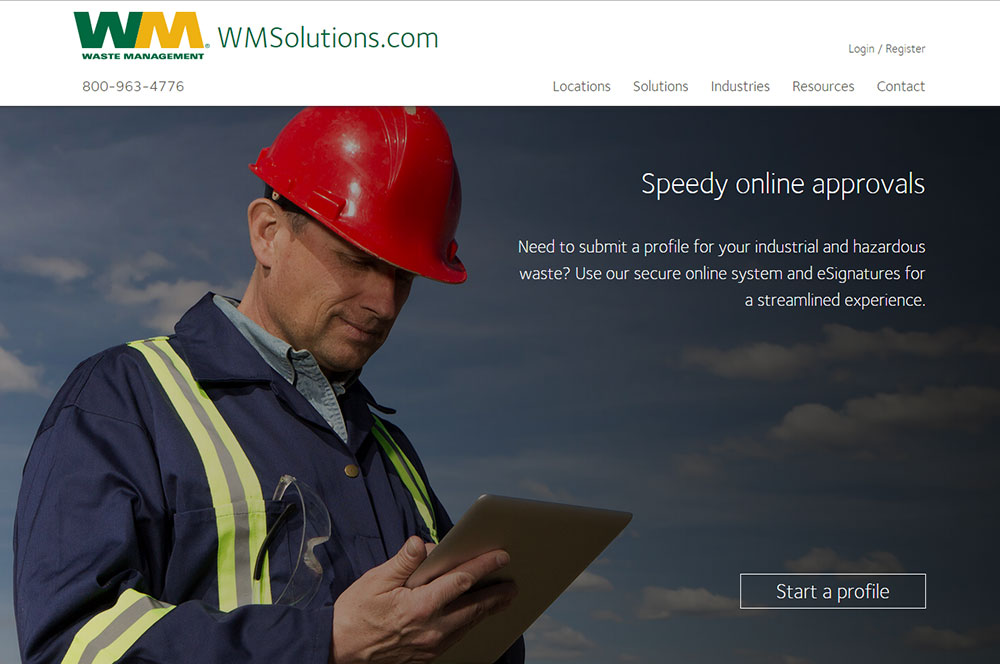 WM®
WASTE MANAGEMENT
WMSolutions.com
Login / Register
800-963-4776
Locations Solutions Industries Resources Contact
Speedy online approvals
Need to submit a profile for your industrial and hazardous
waste? Use our secure online system and eSignatures for
a streamlined experience.
Start a profile